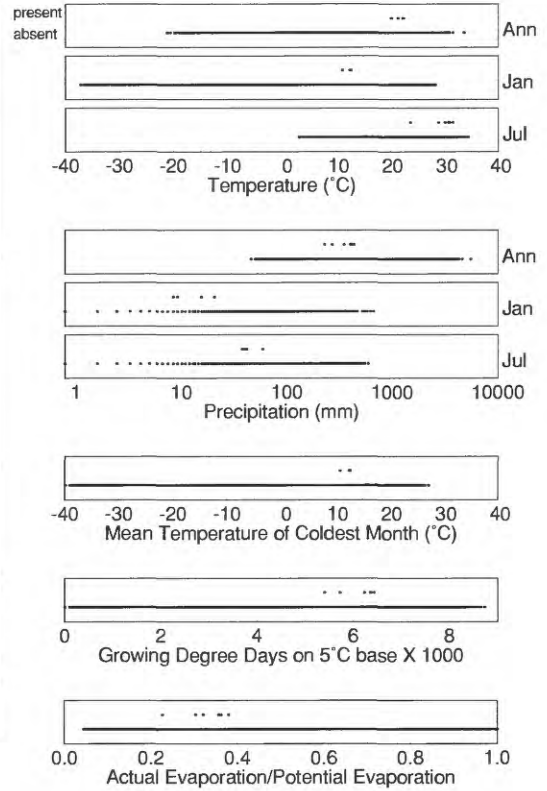 present
absent
Ann
Jan
Jul
-40 -30 -20 -10 0 10 20 30 40
Temperature (˚C)
Ann
Jan
Jul
1 10 100 1000 10000
Precipitation (mm)
-40 -30 -20 -10 0 10 20 30 40
Mean Temperature of Coldest Month (˚C)
0 2 4 6 8
Growing Degree Days on 5˚C base X 1000
0.0 0.2 0.4 0.6 0.8 1.0
Actual Evaporation/Potential Evaporation